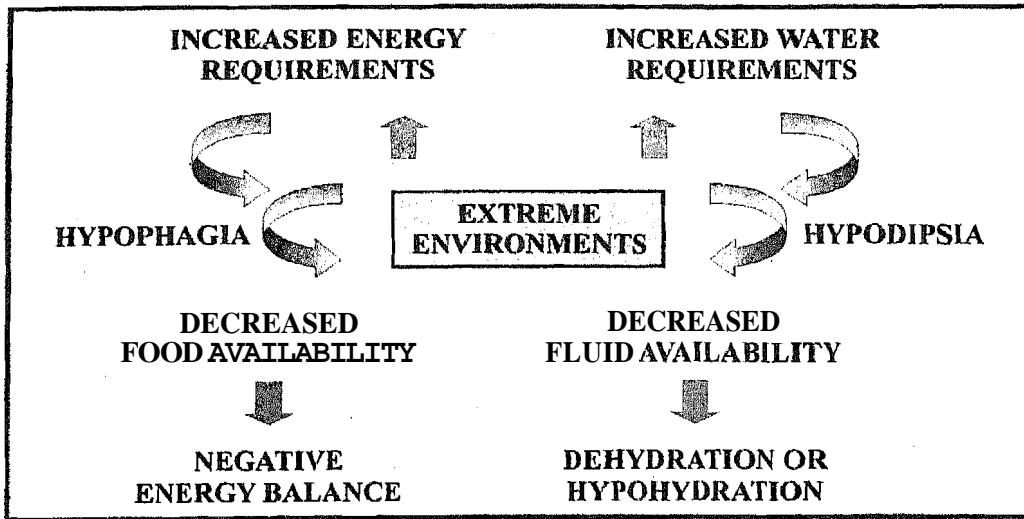 INCREASED ENERGY
REQUIREMENTS
INCREASED WATER
REQUIREMENTS
HYPOPHAGIA
EXTREME
ENVIRONMENTS
HYPODIPSIA
DECREASED
FOOD AVAILABILITY
DECREASED
FLUID AVAILABILITY
NEGATIVE
ENERGY BALANCE
DEHYDRATION OR
HYPOHYDRATION